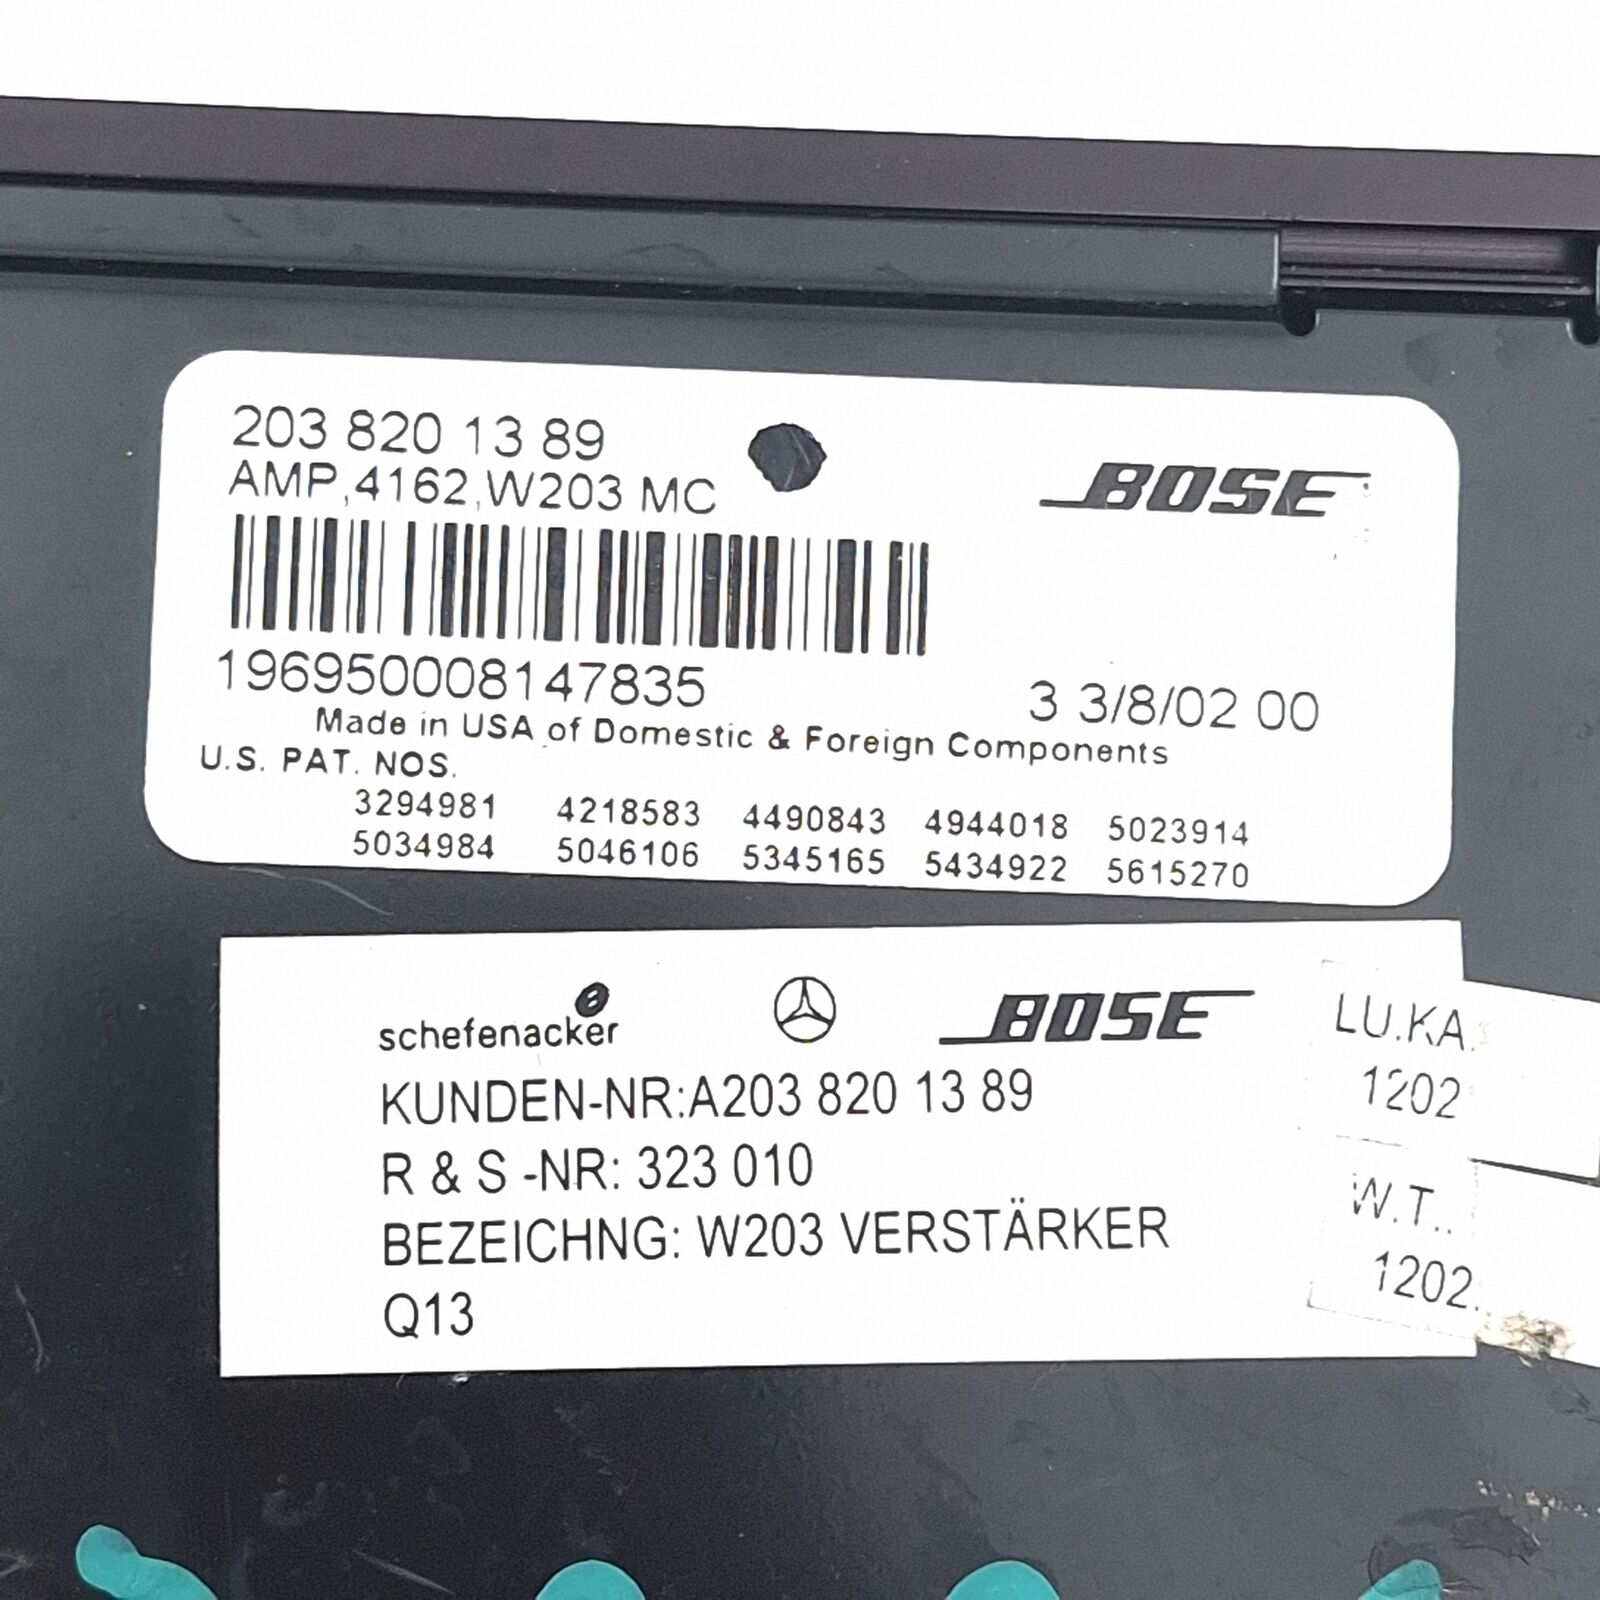 203 820 13 89
AMP,4162,W203 MC
BOSE
196950008147835
3 3/8/02 00
Made in USA of Domestic & Foreign Components
U.S. PAT. NOS.
3294981 4218583 4490843 4944018 5023914
5034984 5046106 5345165 5434922 5615270
schefenacker
BOSE
KUNDEN-NR:A203 820 13 89
R & S -NR: 323 010
BEZEICHNG: W203 VERSTÄRKER
Q13
LU.KA.
1202
W.T..
1202.